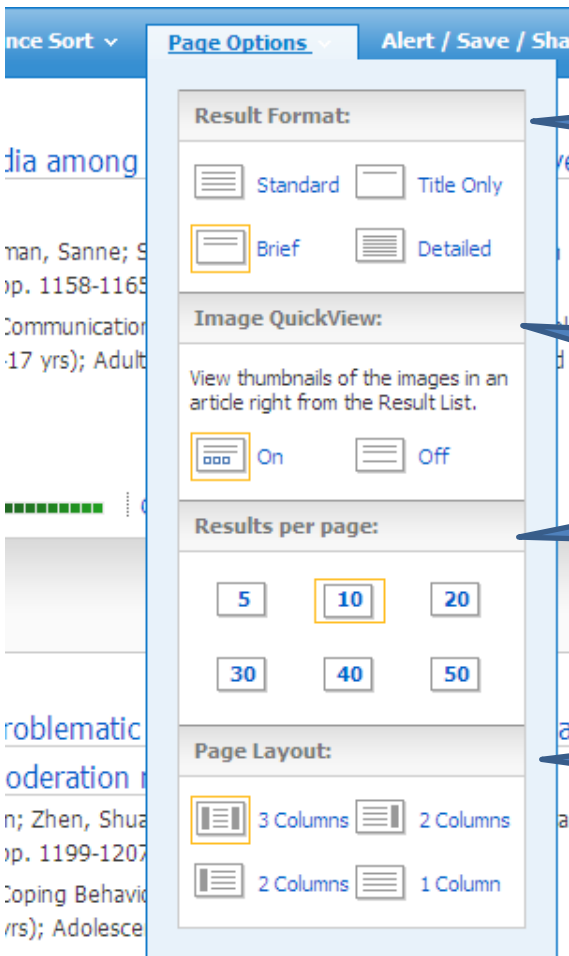 nce Sort Page Options Alert / Save / Sha
Result Format:
dia among
Standard Title Only
man, Sanne; S
Brief Detailed
pp. 1158-1165
Communication
Image QuickView:
-17 yrs); Adult
View thumbnails of the images in an
article right from the Result List.
On Off
Results per page:
5 10 20
30 40 50
roblematic
Page Layout:
oderation r
n; Zhen, Shua
3 Columns 2 Columns
pp. 1199-1207
Coping Behavio
2 Columns 1 Column
yrs); Adolesce